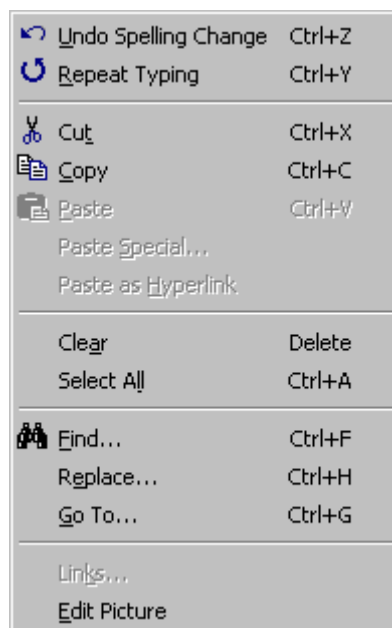 Undo Spelling Change Ctrl+Z
Repeat Typing Ctrl+Y
Cut Ctrl+X
Copy Ctrl+C
Paste Ctrl+V
Paste Special...
Paste as Hyperlink
Clear Delete
Select All Ctrl+A
Find... Ctrl+F
Replace... Ctrl+H
Go To... Ctrl+G
Links...
Edit Picture